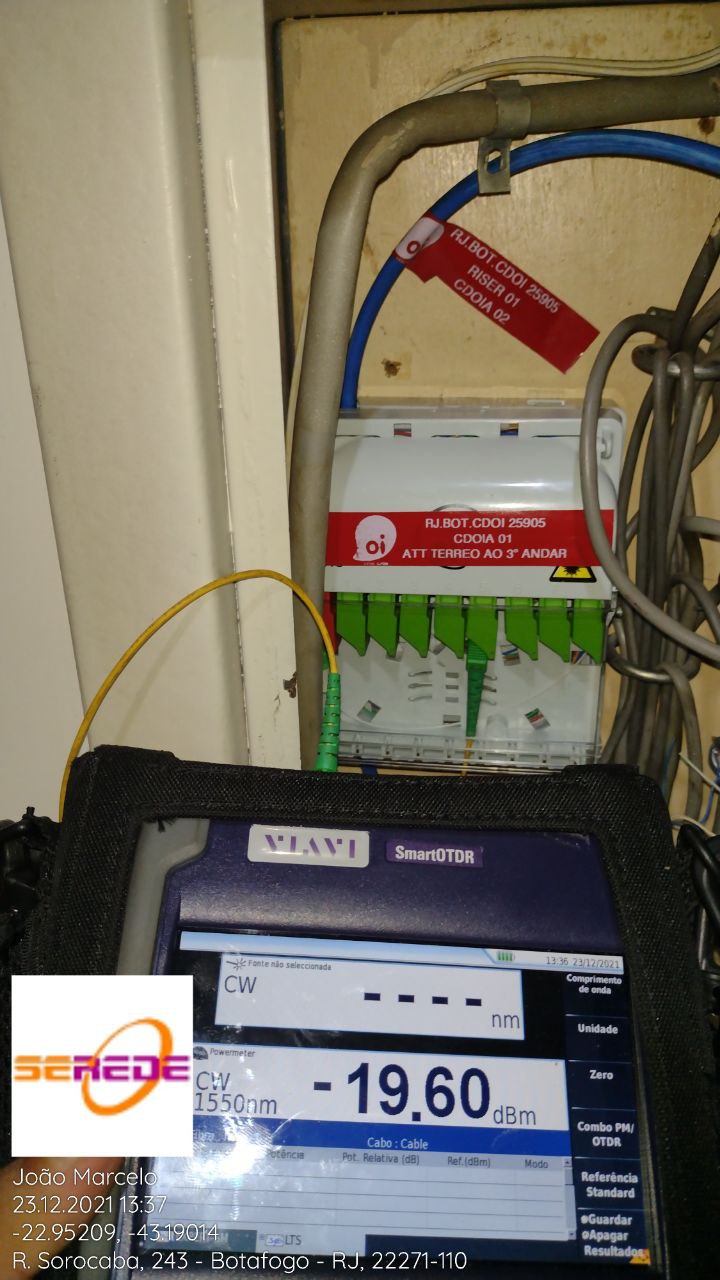 RJ.BOT.CDOI 25905
RISER 01
CDOIA 02
oi
RJ.BOT.CDOI 25905
CDOIA 01
ATT TERREO AO 3º ANDAR
VIAVI
SmartOTDR
13:36 23/12/2021
Fonte não seleccionada
CW
----
nm
Comprimento
de onda
Unidade
Powermeter
CW
1550nm
-19.60
dBm
Zero
Cabo : Cable
Combo PM/
OTDR
Potência
Pot. Relativa (dB)
Ref.(dBm)
Modo
Referência
Standard
Guardar
Apagar
Resultados
LTS
SEREDE
João Marcelo
23.12.2021 13:37
-22.95209, -43.19014
R. Sorocaba, 243 - Botafogo - RJ, 22271-110